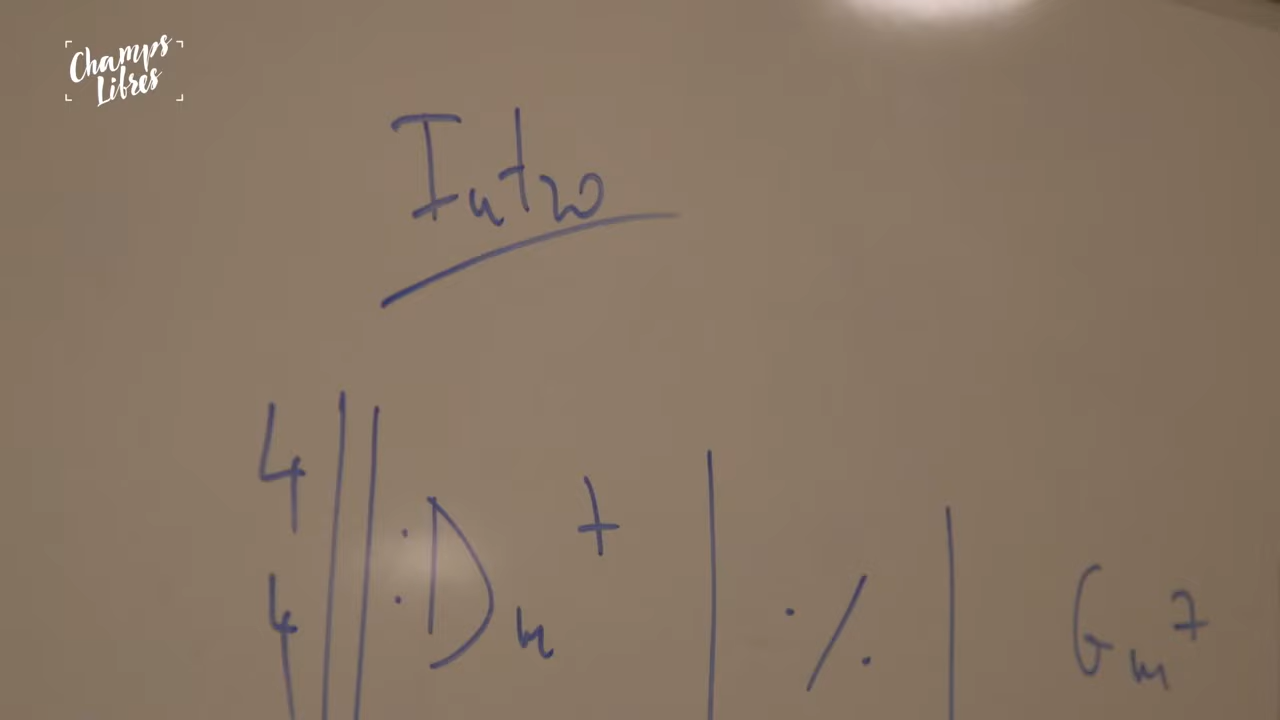 Champs
Libres
Intro
4
4
||: Dm7 | ٪ | Gm7